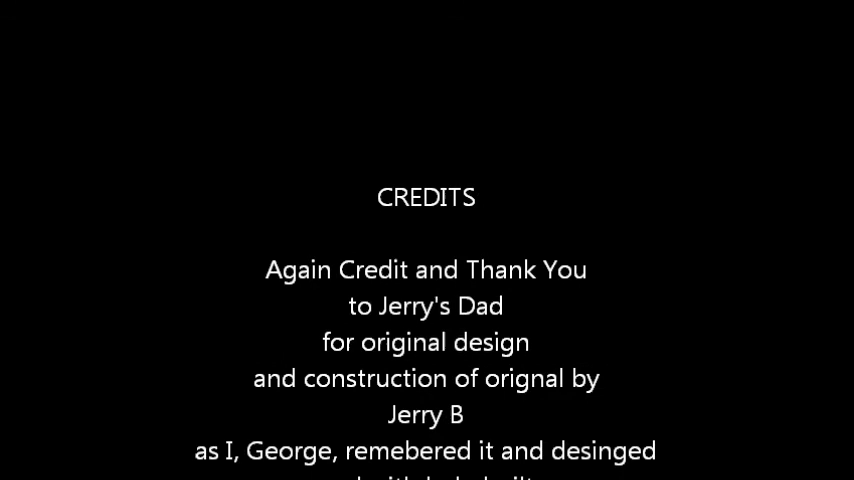 CREDITS
Again Credit and Thank You
to Jerry's Dad
for original design
and construction of orignal by
Jerry B
as I, George, remebered it and desinged